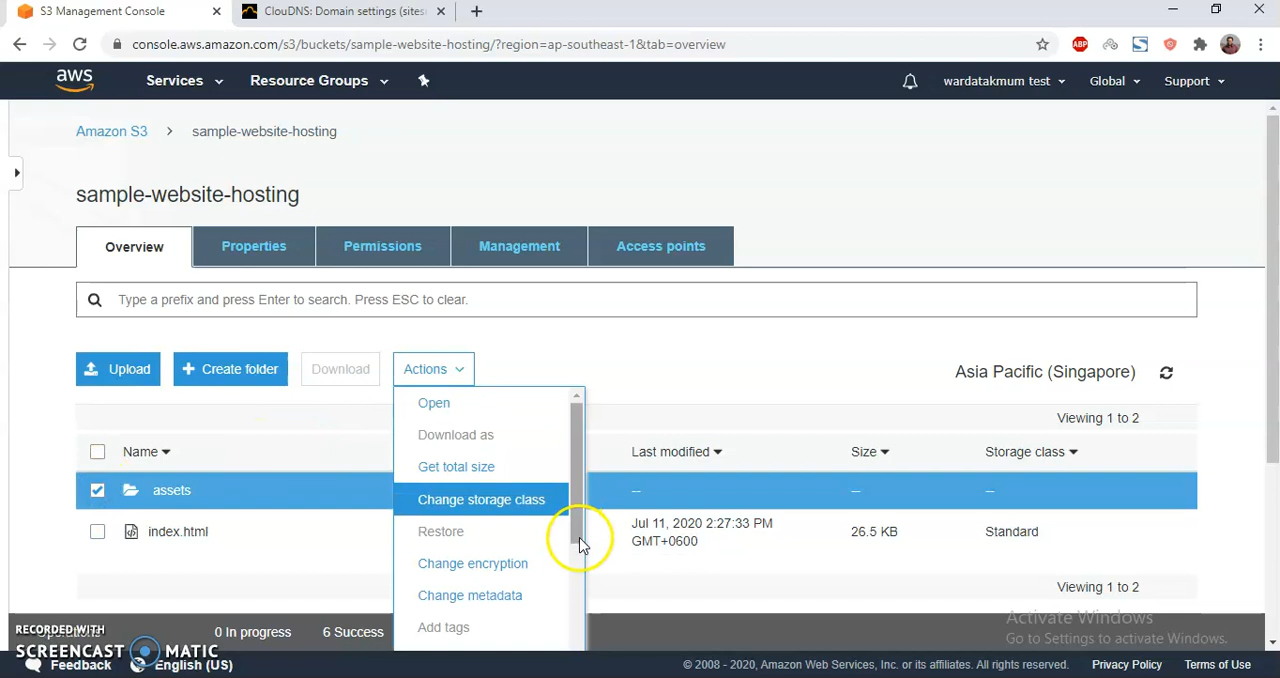 S3 Management Console
ClouDNS: Domain settings (sites
console.aws.amazon.com/s3/buckets/sample-website-hosting/?region=ap-southeast-1&tab=overview
ABP
aws
Services
Resource Groups
wardatakmum test
Global
Support
Amazon S3
sample-website-hosting
sample-website-hosting
Overview
Properties
Permissions
Management
Access points
Type a prefix and press Enter to search. Press ESC to clear.
Upload
Create folder
Download
Actions
Asia Pacific (Singapore)
Open
Download as
Get total size
Change storage class
Restore
Change encryption
Change metadata
Add tags
Viewing 1 to 2
Name
Last modified
Size
Storage class
assets
--
--
--
index.html
Jul 11, 2020 2:27:33 PM
GMT+0600
26.5 KB
Standard
Viewing 1 to 2
Activate Windows
Go to Settings to activate Windows.
RECORDED WITH
SCREENCAST MATIC
0 In progress
6 Success
Feedback
English (US)
© 2008 - 2020, Amazon Web Services, Inc. or its affiliates. All rights reserved.
Privacy Policy
Terms of Use